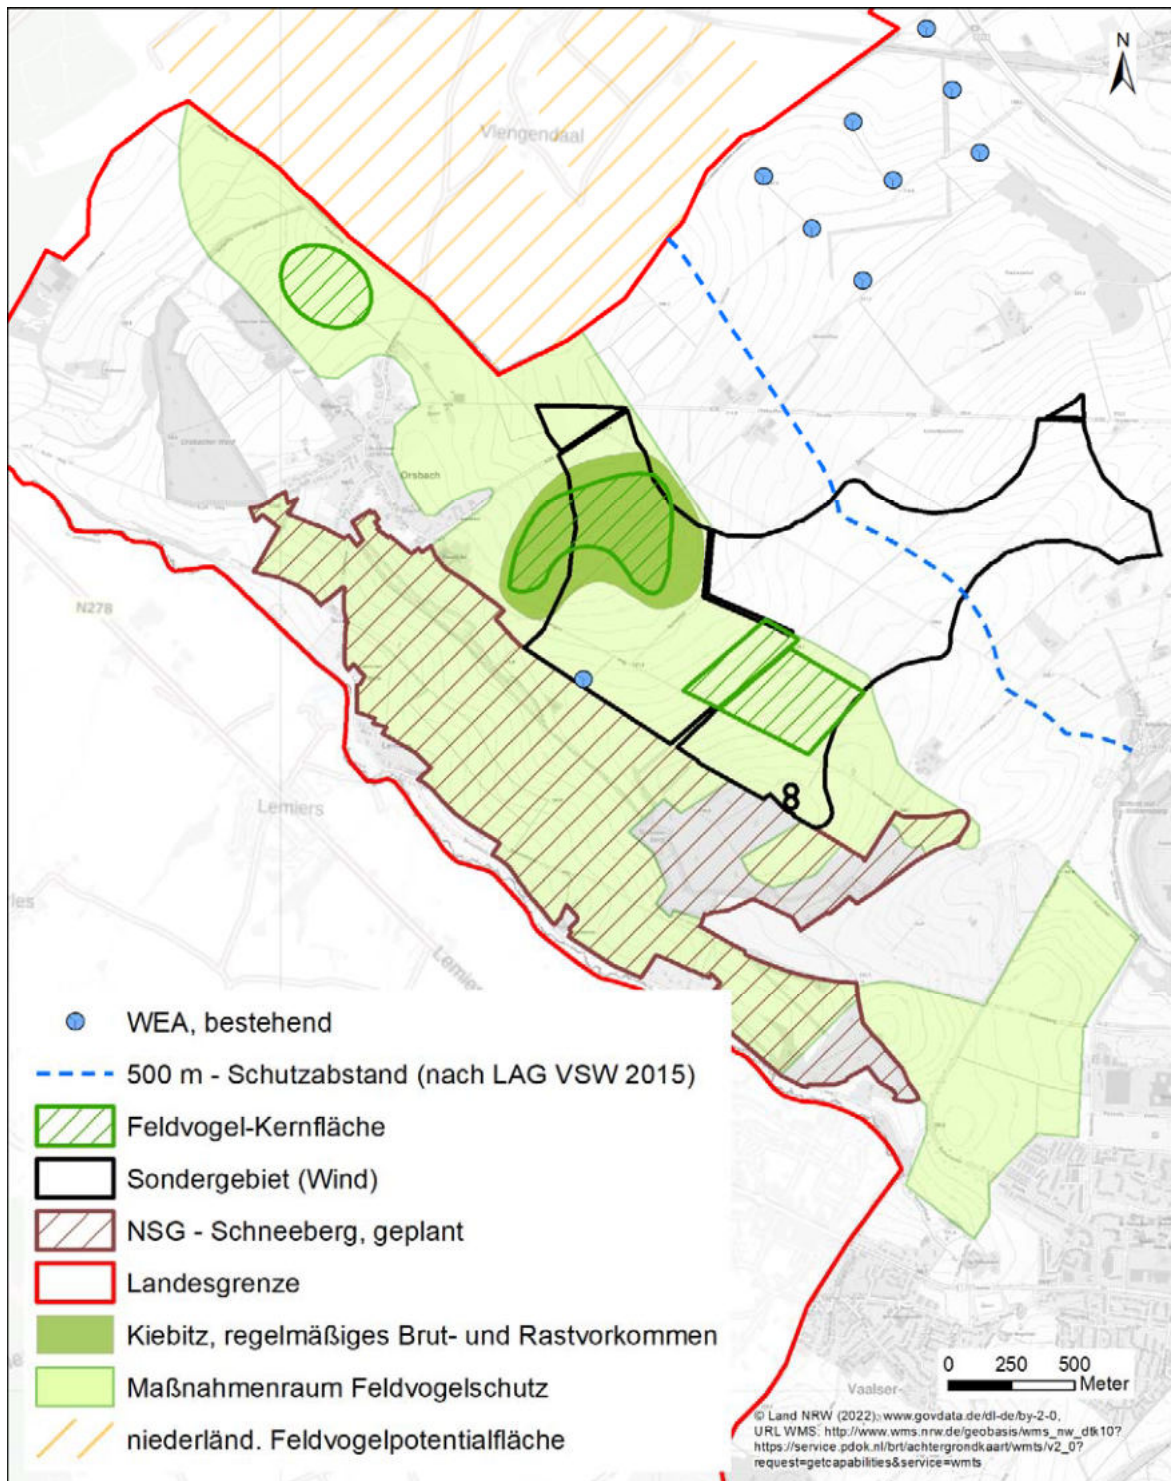 N
Viengendaal
Orsbach
N278
Lemiers
8
WEA, bestehend
500 m - Schutzabstand (nach LAG VSW 2015)
Feldvogel-Kernfläche
Sondergebiet (Wind)
NSG - Schneeberg, geplant
Landesgrenze
Kiebitz, regelmäßiges Brut- und Rastvorkommen
Maßnahmenraum Feldvogelschutz
niederländ. Feldvogelpotentialfläche
0 250 500
Meter
Vaalser-
© Land NRW (2022): www.govdata.de/dl-de/by-2-0,
URL WMS: http://www.wms.nrw.de/geobasis/wms_nw_dtk10?
https://service.pdok.nl/brt/achtergrondkaart/wmts/v2_0?
request=getcapabilities&service=wmts